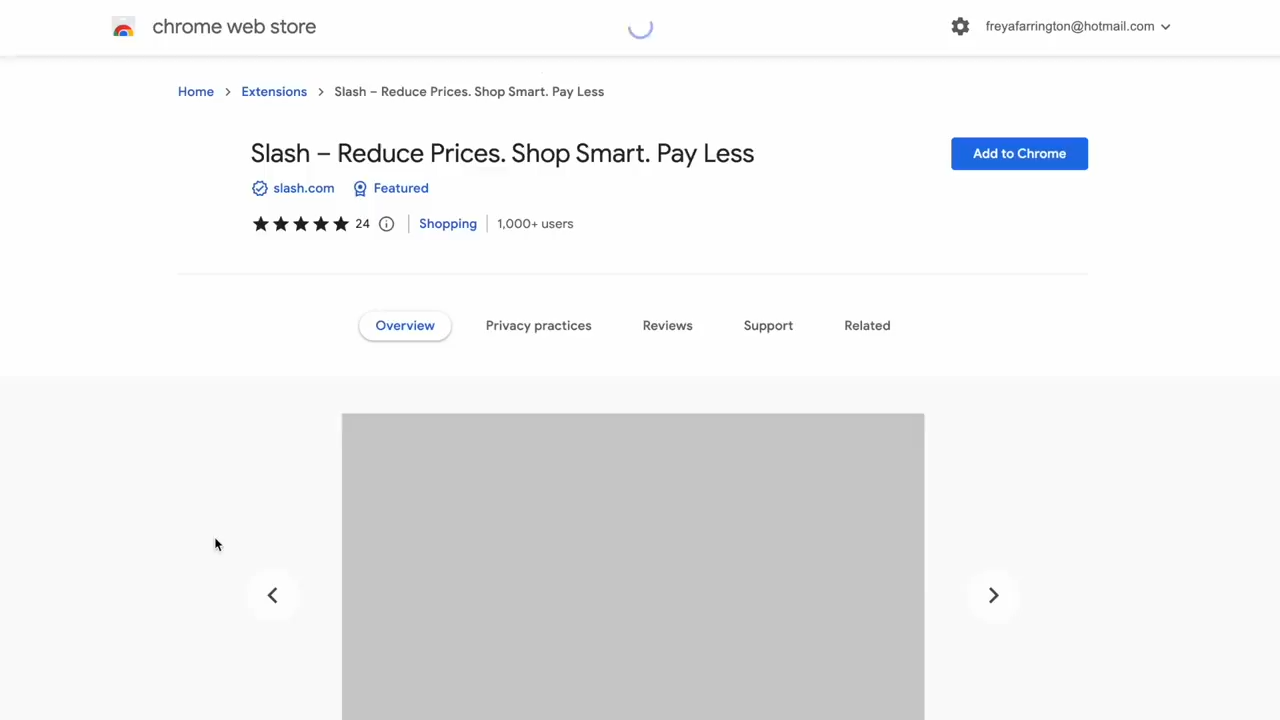 chrome web store
freyafarrington@hotmail.com
Home > Extensions > Slash – Reduce Prices. Shop Smart. Pay Less
Slash – Reduce Prices. Shop Smart. Pay Less
Add to Chrome
slash.com Featured
24 Shopping 1,000+ users
Overview Privacy practices Reviews Support Related